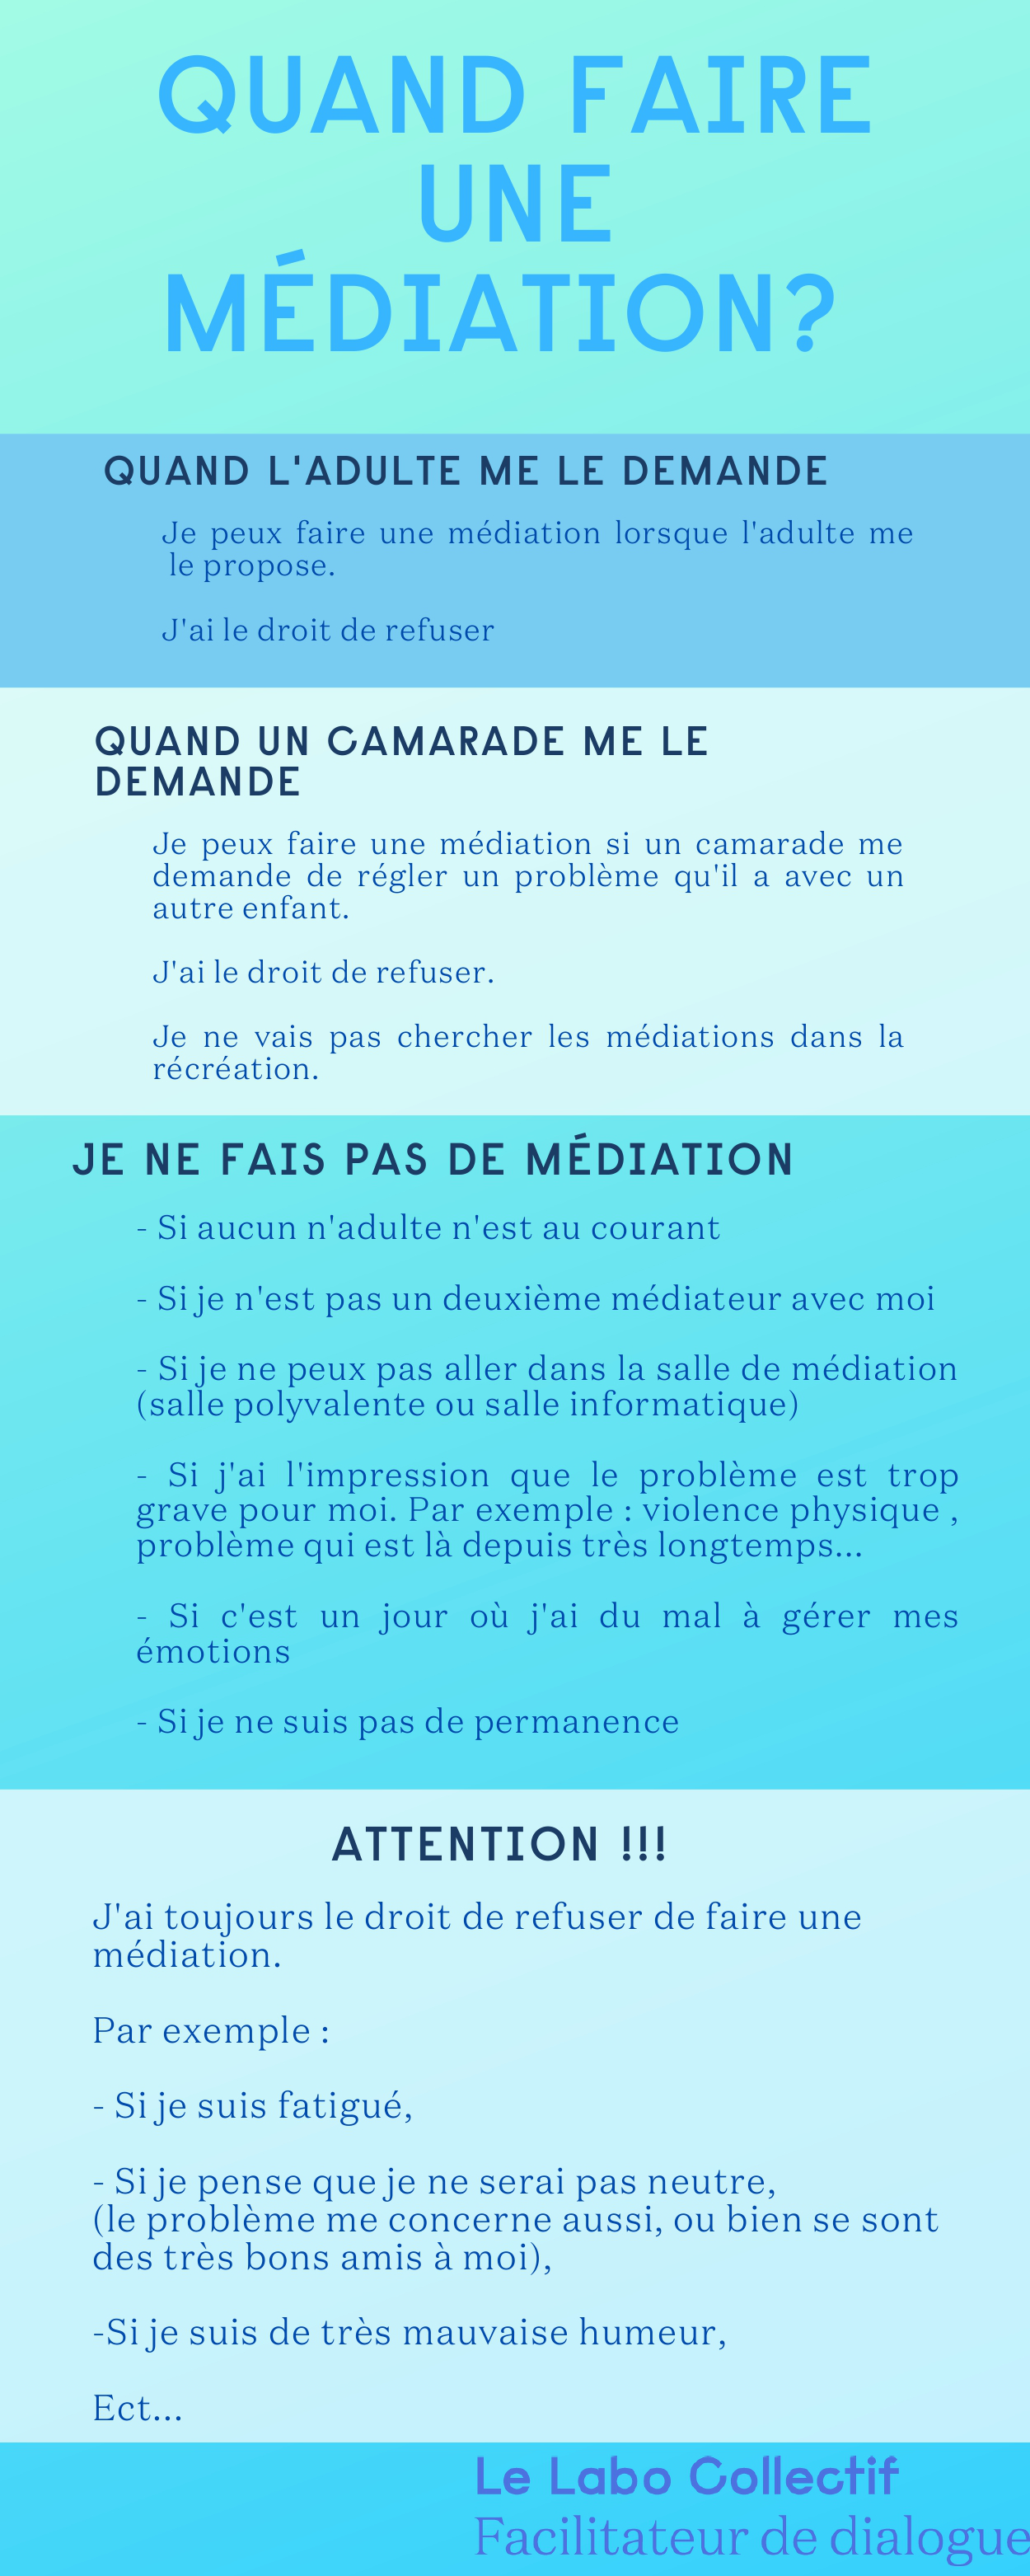 QUAND FAIRE
UNE
MÉDIATION?
QUAND L'ADULTE ME LE DEMANDE
Je peux faire une médiation lorsque l'adulte me
le propose.
J'ai le droit de refuser
QUAND UN CAMARADE ME LE
DEMANDE
Je peux faire une médiation si un camarade me
demande de régler un problème qu'il a avec un
autre enfant.
J'ai le droit de refuser.
Je ne vais pas chercher les médiations dans la
récréation.
JE NE FAIS PAS DE MÉDIATION
- Si aucun n'adulte n'est au courant
- Si je n'est pas un deuxième médiateur avec moi
- Si je ne peux pas aller dans la salle de médiation
(salle polyvalente ou salle informatique)
- Si j'ai l'impression que le problème est trop
grave pour moi. Par exemple : violence physique ,
problème qui est là depuis très longtemps...
- Si c'est un jour où j'ai du mal à gérer mes
émotions
- Si je ne suis pas de permanence
ATTENTION !!!
J'ai toujours le droit de refuser de faire une
médiation.
Par exemple :
- Si je suis fatigué,
- Si je pense que je ne serai pas neutre,
(le problème me concerne aussi, ou bien se sont
des très bons amis à moi),
-Si je suis de très mauvaise humeur,
Ect...
Le Labo Collectif
Facilitateur de dialogue